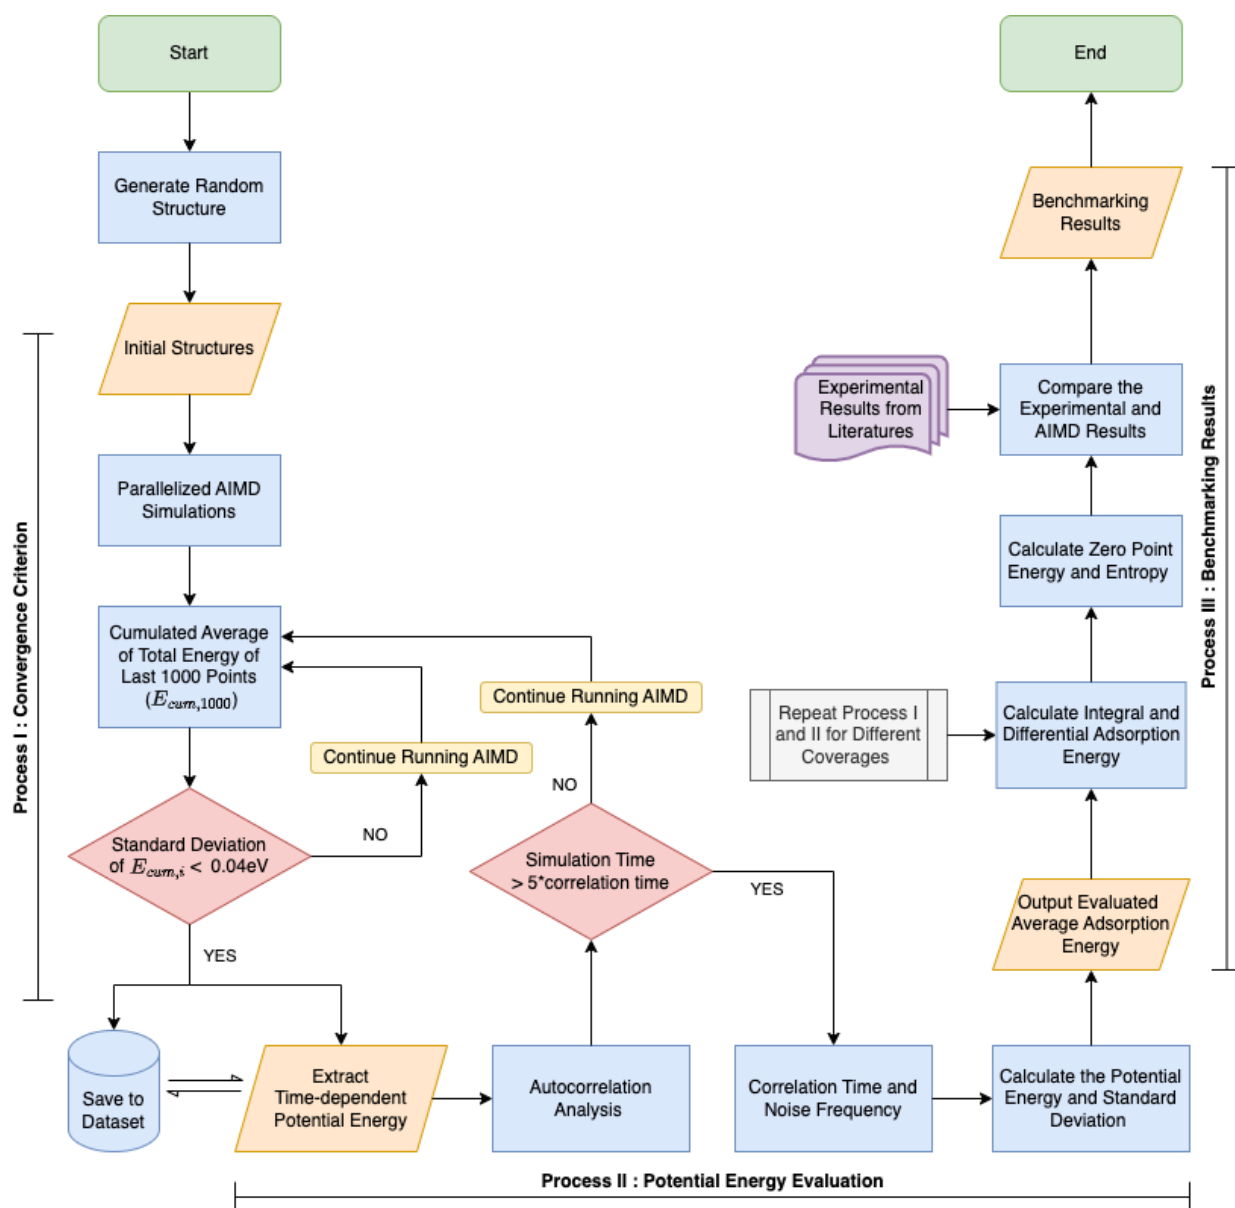 Start
Generate Random
Structure
Initial Structures
Parallelized AIMD
Simulations
Cumulated Average
of Total Energy of
Last 1000 Points
(E_{cum,1000})
Continue Running AIMD
Standard Deviation
of E_{cum,i} < 0.04eV
NO
YES
Process I : Convergence Criterion
Save to
Dataset
Extract
Time-dependent
Potential Energy
Autocorrelation
Analysis
Simulation Time
> 5*correlation time
NO
Continue Running AIMD
YES
Correlation Time and
Noise Frequency
Calculate the Potential
Energy and Standard
Deviation
Process II : Potential Energy Evaluation
Output Evaluated
Average Adsorption
Energy
Repeat Process I
and II for Different
Coverages
Calculate Integral and
Differential Adsorption
Energy
Calculate Zero Point
Energy and Entropy
Experimental
Results from
Literatures
Compare the
Experimental and
AIMD Results
Benchmarking
Results
End
Process III : Benchmarking Results